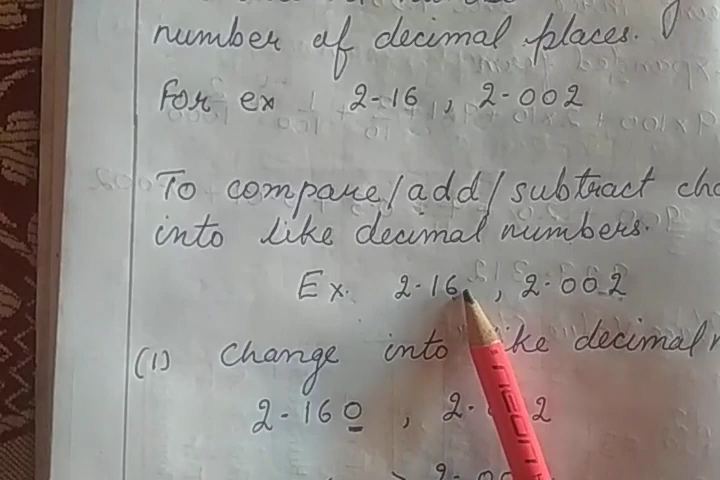 number of decimal places.
For ex 2-16, 2-002
To compare/add/subtract
into like decimal numbers.
Ex. 2-16, 2-002
(1) Change into decimal
2-160, 2-